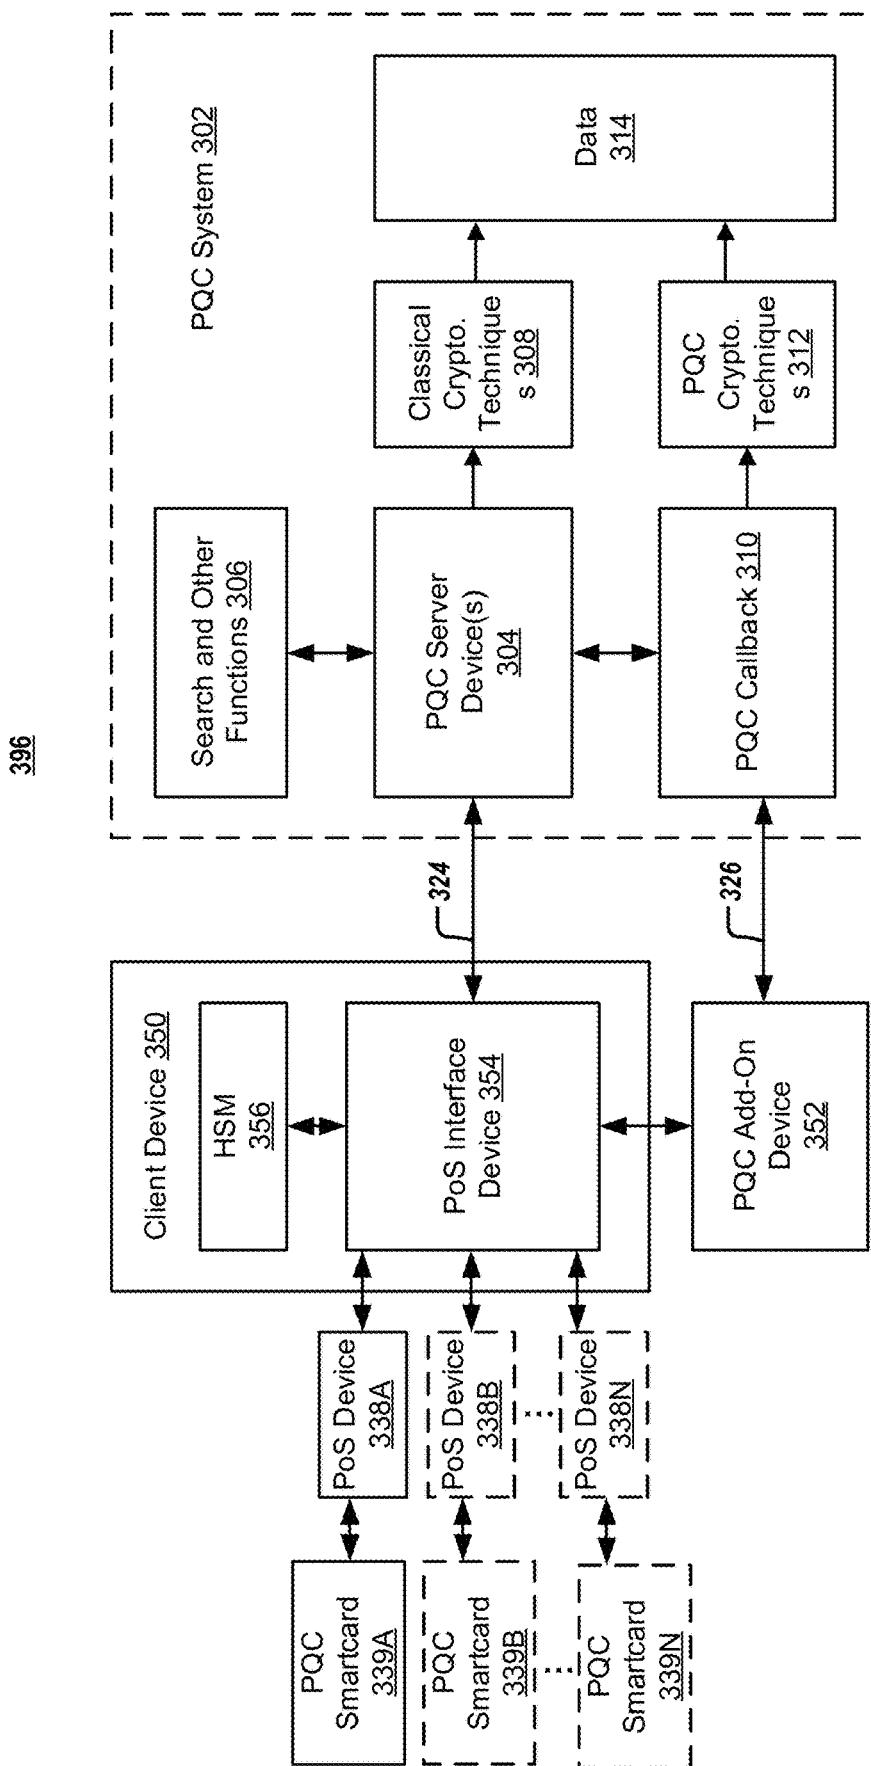 396
PQC System 302
Search and Other
Functions 306
PQC Server
Device(s)
304
Classical
Crypto.
Technique
s 308
Data
314
PQC Callback 310
PQC
Crypto.
Technique
s 312
324
326
Client Device 350
HSM
356
PoS Interface
Device 354
PQC Add-On
Device
352
PoS Device
338A
PoS Device
338B
PoS Device
338N
PQC
Smartcard
339A
PQC
Smartcard
339B
PQC
Smartcard
339N